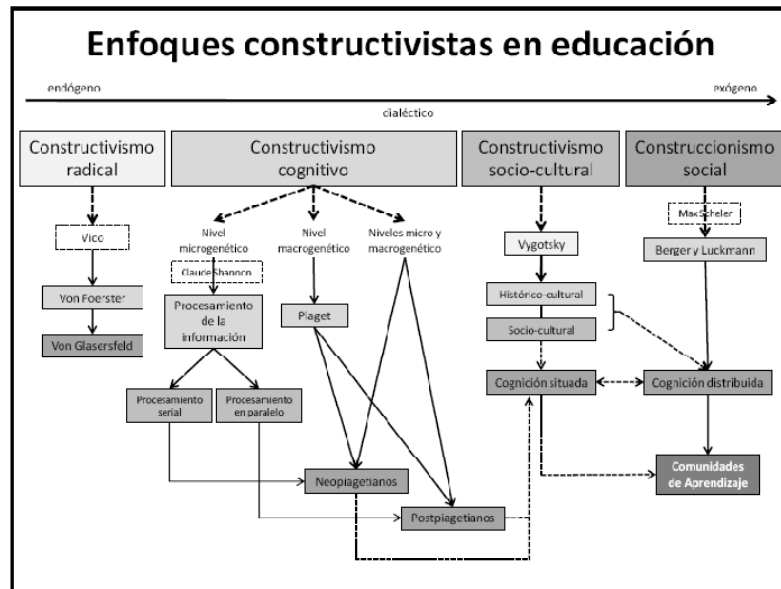 Enfoques constructivistas en educación
endógeno
exógeno
dialéctico
Constructivismo
radical
Constructivismo
cognitivo
Constructivismo
socio-cultural
Construccionismo
social
Vico
Von Foerster
Von Glasersfeld
Nivel
microgenético
Nivel
macrogenético
Niveles micro y
macrogenético
Claude Shannon
Procesamiento
de la
información
Piaget
Procesamiento
serial
Procesamiento
en paralelo
Neopiagetianos
Postpiagetianos
Vygotsky
Histórico-cultural
Socio-cultural
Cognición situada
Max Scheler
Berger y Luckmann
Cognición distribuida
Comunidades
de Aprendizaje